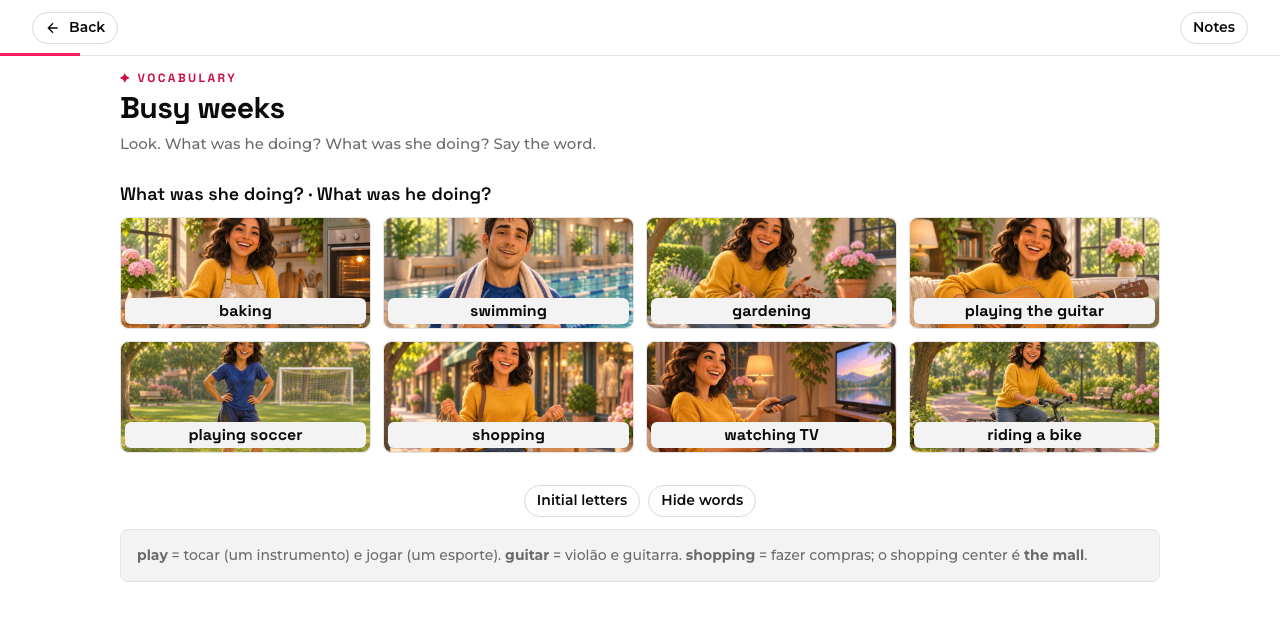 Back
Notes
VOCABULARY
Busy weeks
Look. What was he doing? What was she doing? Say the word.
What was she doing? · What was he doing?
baking
swimming
gardening
playing the guitar
playing soccer
shopping
watching TV
riding a bike
Initial letters
Hide words
play = tocar (um instrumento) e jogar (um esporte). guitar = violão e guitarra. shopping = fazer compras; o shopping center é the mall.